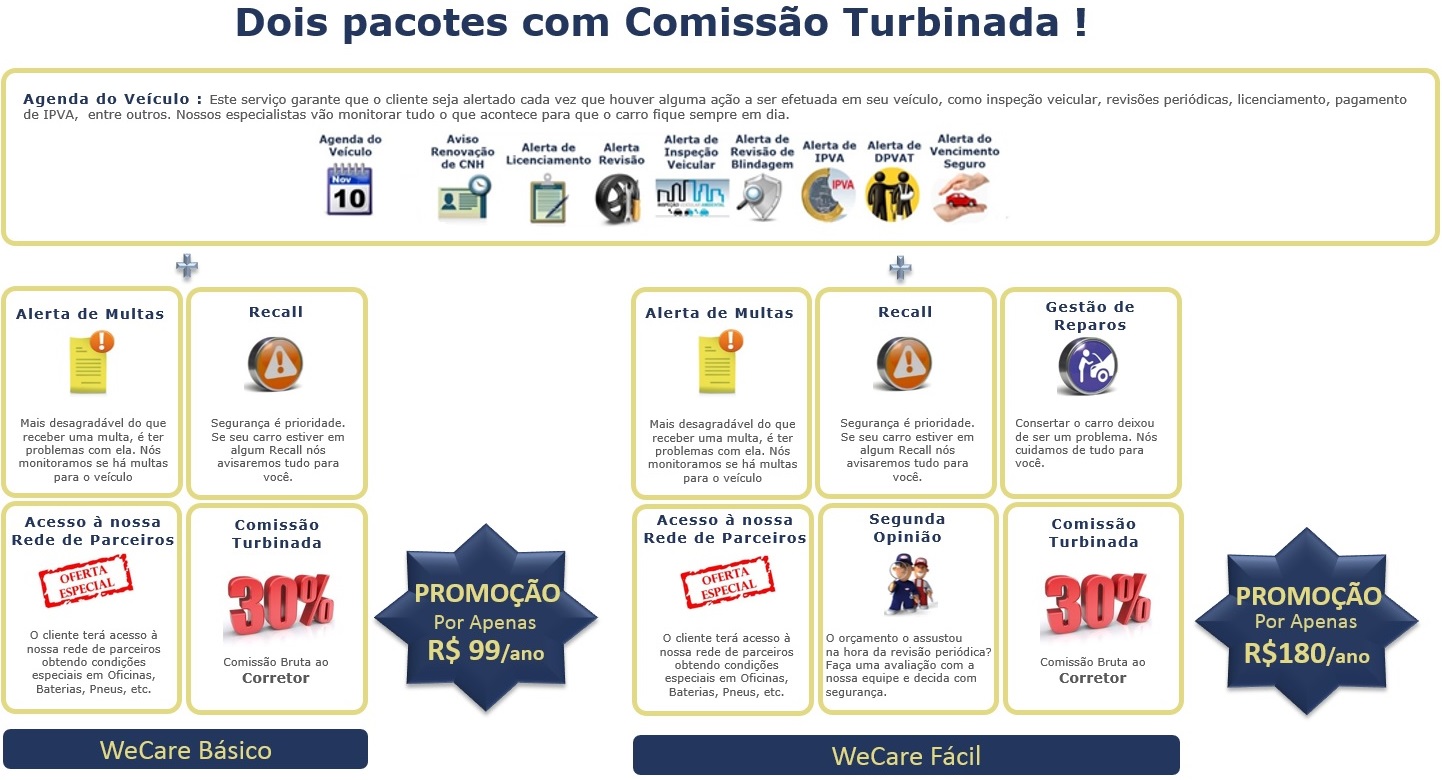 Dois pacotes com Comissão Turbinada !
Agenda do Veículo : Este serviço garante que o cliente seja alertado cada vez que houver alguma ação a ser efetuada em seu veículo, como inspeção veicular, revisões periódicas, licenciamento, pagamento
de IPVA, entre outros. Nossos especialistas vão monitorar tudo o que acontece para que o carro fique sempre em dia.
Agenda do
Veículo
Nov
10
Aviso
Renovação
de CNH
Alerta de
Licenciamento
Alerta
Revisão
Alerta de
Inspeção
Veicular
Alerta de
Revisão de
Blindagem
Alerta de
IPVA
IPVA
Alerta de
DPVAT
Alerta do
Vencimento
Seguro
Alerta de Multas
Mais desagradável do que
receber uma multa, é ter
problemas com ela. Nós
monitoramos se há multas
para o veículo
Recall
Segurança é prioridade.
Se seu carro estiver em
algum Recall nós
avisaremos tudo para
você.
Acesso à nossa
Rede de Parceiros
OFERTA
ESPECIAL
O cliente terá acesso à
nossa rede de parceiros
obtendo condições
especiais em Oficinas,
Baterias, Pneus, etc.
Comissão
Turbinada
30%
Comissão Bruta ao
Corretor
PROMOÇÃO
Por Apenas
R$ 99/ano
WeCare Básico
Alerta de Multas
Mais desagradável do que
receber uma multa, é ter
problemas com ela. Nós
monitoramos se há multas
para o veículo
Recall
Segurança é prioridade.
Se seu carro estiver em
algum Recall nós
avisaremos tudo para
você.
Gestão de
Reparos
Consertar o carro deixou
de ser um problema. Nós
cuidamos de tudo para
você.
Acesso à nossa
Rede de Parceiros
OFERTA
ESPECIAL
O cliente terá acesso à
nossa rede de parceiros
obtendo condições
especiais em Oficinas,
Baterias, Pneus, etc.
Segunda
Opinião
O orçamento o assustou
na hora da revisão periódica?
Faça uma avaliação com a
nossa equipe e decida com
segurança.
Comissão
Turbinada
30%
Comissão Bruta ao
Corretor
PROMOÇÃO
Por Apenas
R$180/ano
WeCare Fácil